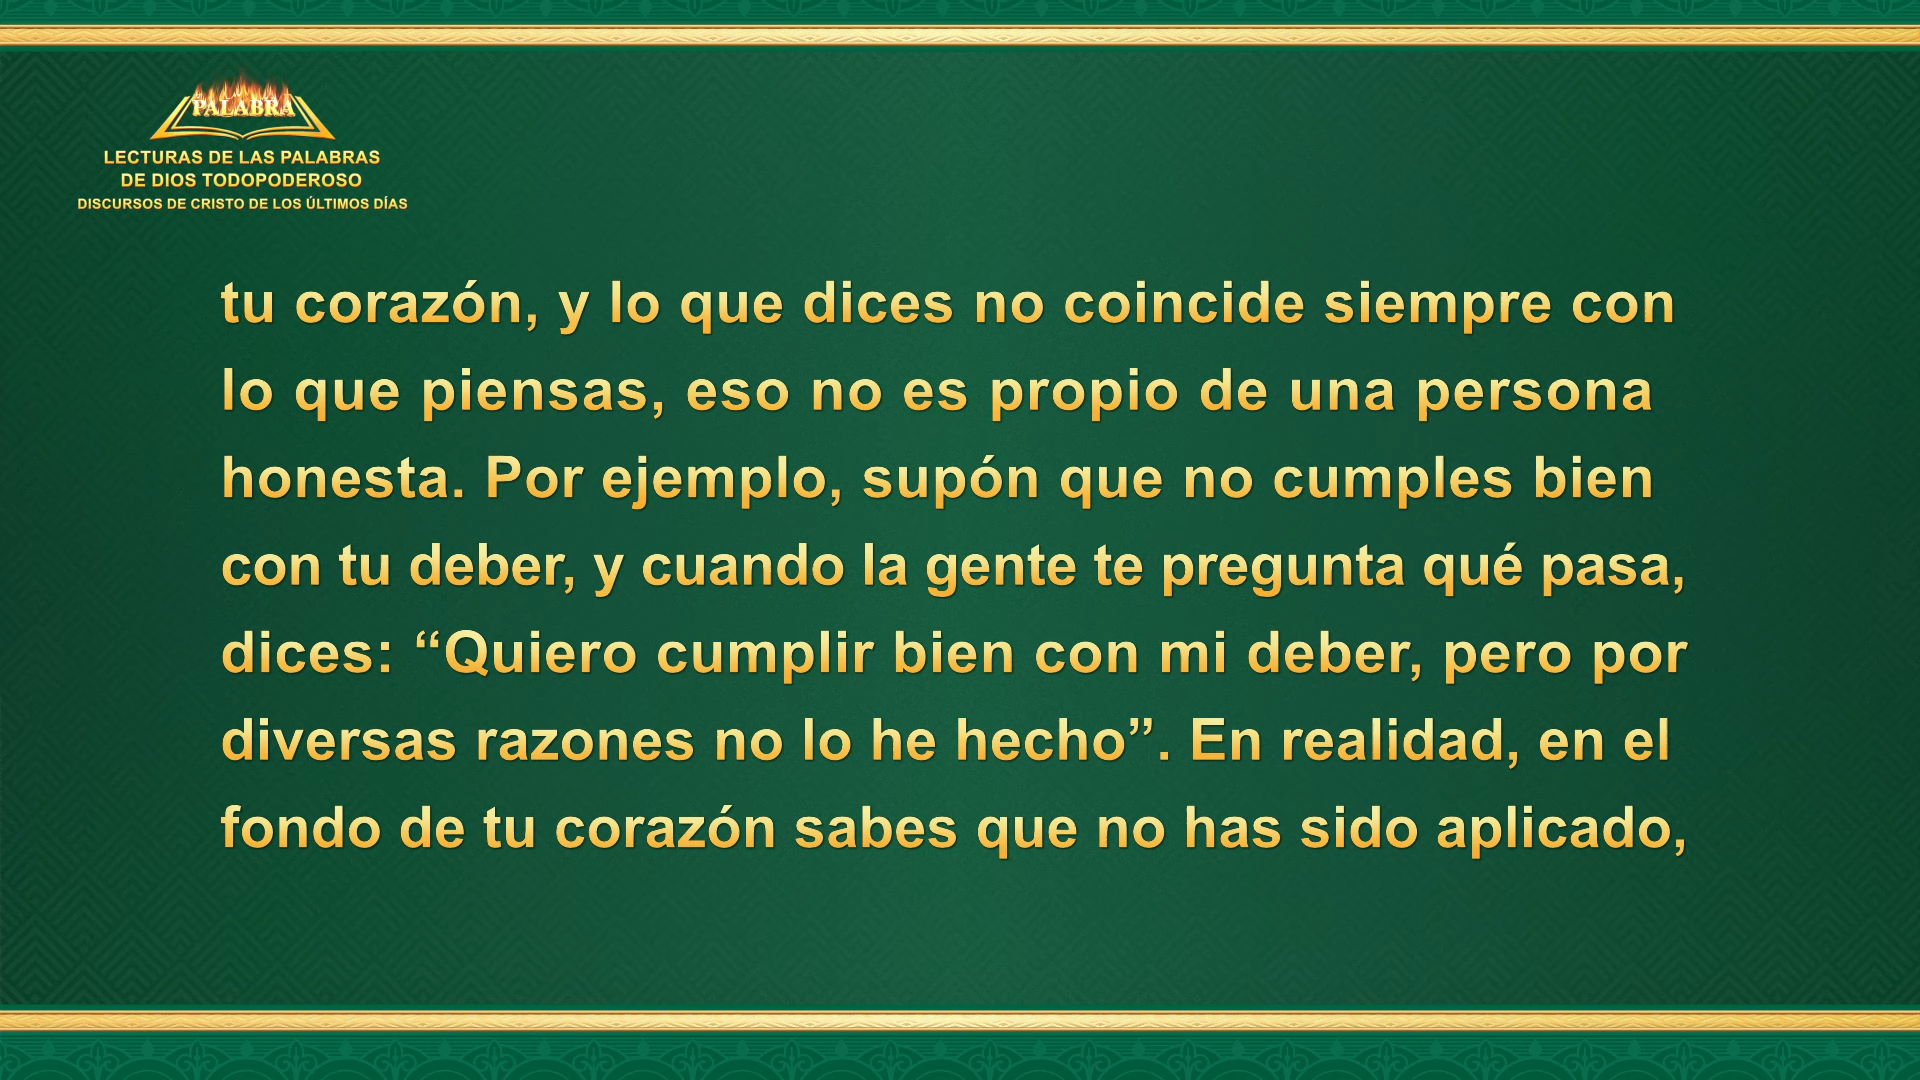 PALABRA
LECTURAS DE LAS PALABRAS
DE DIOS TODOPODEROSO
DISCURSOS DE CRISTO DE LOS ÚLTIMOS DÍAS
tu corazón, y lo que dices no coincide siempre con
lo que piensas, eso no es propio de una persona
honesta. Por ejemplo, supón que no cumples bien
con tu deber, y cuando la gente te pregunta qué pasa,
dices: “Quiero cumplir bien con mi deber, pero por
diversas razones no lo he hecho”. En realidad, en el
fondo de tu corazón sabes que no has sido aplicado,